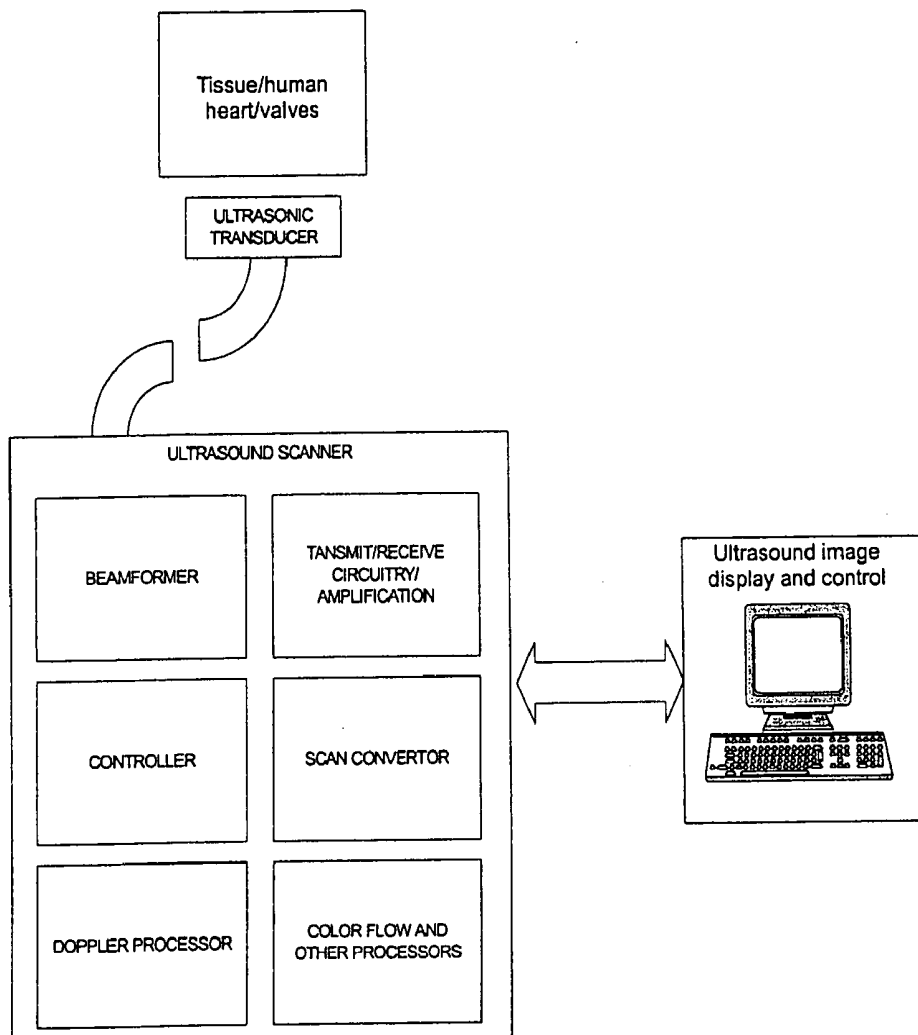 Tissue/human
heart/valves
ULTRASONIC
TRANSDUCER
ULTRASOUND SCANNER
BEAMFORMER
TANSMIT/RECEIVE
CIRCUITRY/
AMPLIFICATION
CONTROLLER
SCAN CONVERTOR
DOPPLER PROCESSOR
COLOR FLOW AND
OTHER PROCESSORS
Ultrasound image
display and control